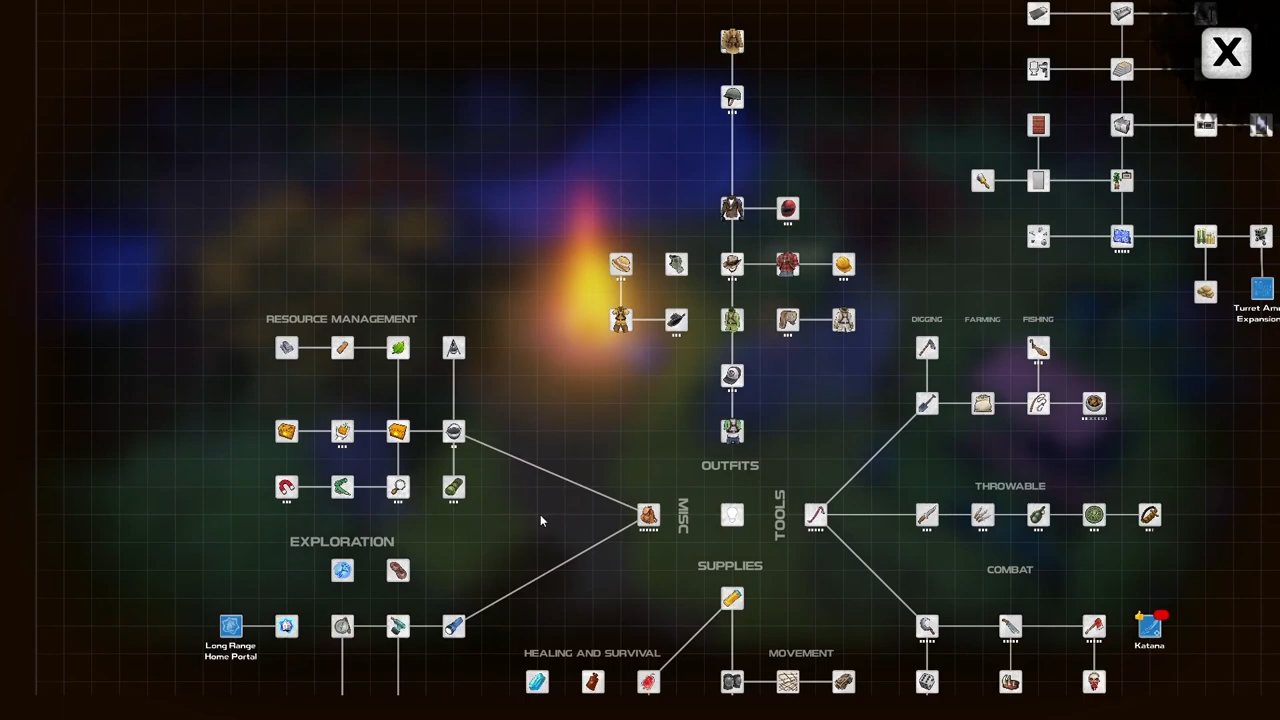 X
Turret Am
Expansion
RESOURCE MANAGEMENT
DIGGING
FARMING
FISHING
OUTFITS
MISC
TOOLS
THROWABLE
EXPLORATION
SUPPLIES
COMBAT
Long Range
Home Portal
Katana
HEALING AND SURVIVAL
MOVEMENT